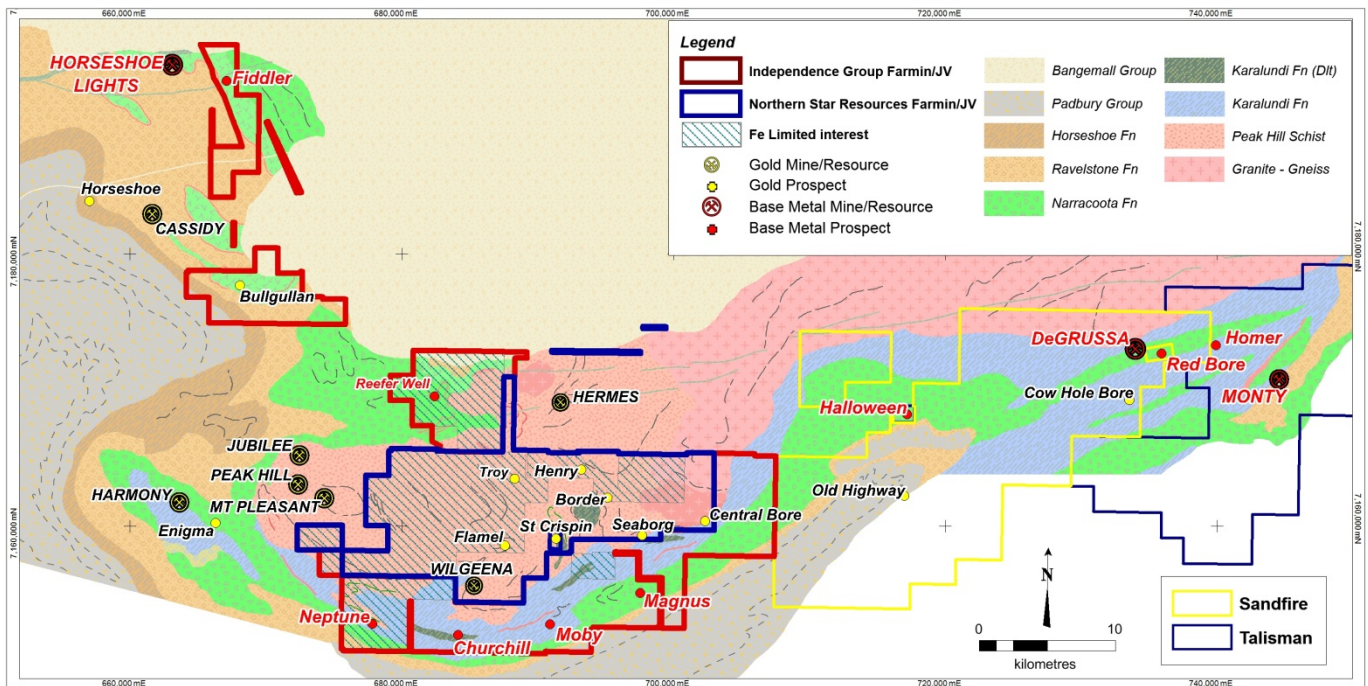 660,000 mE
680,000 mE
700,000 mE
720,000 mE
740,000 mE
HORSESHOE
LIGHTS
Fiddler
Horseshoe
CASSIDY
Bullgullan
Legend
Independence Group Farmin/JV
Northern Star Resources Farmin/JV
Fe Limited interest
Gold Mine/Resource
Gold Prospect
Base Metal Mine/Resource
Base Metal Prospect
Bangemall Group
Padbury Group
Horseshoe Fn
Ravelstone Fn
Narracoota Fn
Karalundi Fn (Dlt)
Karalundi Fn
Peak Hill Schist
Granite - Gneiss
7,180,000 mN
7,180,000 mN
Reefer Well
HERMES
DeGRUSSA
Homer
Red Bore
MONTY
Cow Hole Bore
Halloween
JUBILEE
PEAK HILL
MT PLEASANT
HARMONY
Enigma
Troy
Henry
Border
Old Highway
Central Bore
Seaborg
St Crispin
Flamel
7,160,000 mN
7,160,000 mN
WILGEENA
Neptune
Magnus
Moby
Churchill
N
0
10
kilometres
Sandfire
Talisman
660,000 mE
680,000 mE
700,000 mE
720,000 mE
740,000 mE